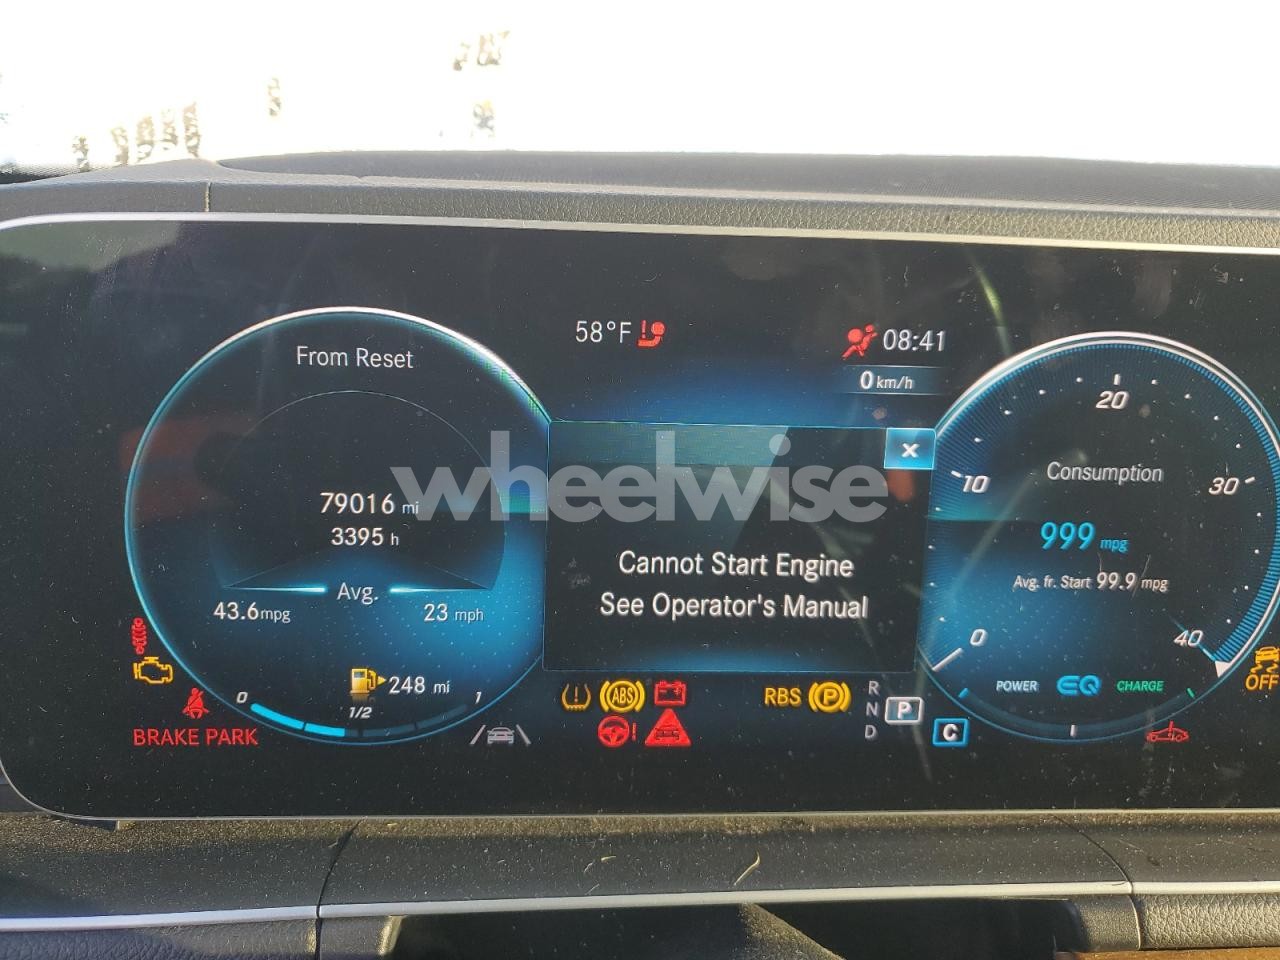 From Reset
79016 mi
3395 h
Avg.
43.6 mpg
23 mph
248 mi
0
1/2
1
BRAKE PARK
58°F
08:41
0 km/h
x
wheelwise
Cannot Start Engine
See Operator's Manual
ABS
RBS
P
R
N
P
D
C
0
10
20
30
40
Consumption
999 mpg
Avg. fr. Start 99.9 mpg
POWER
EQ
CHARGE
OFF